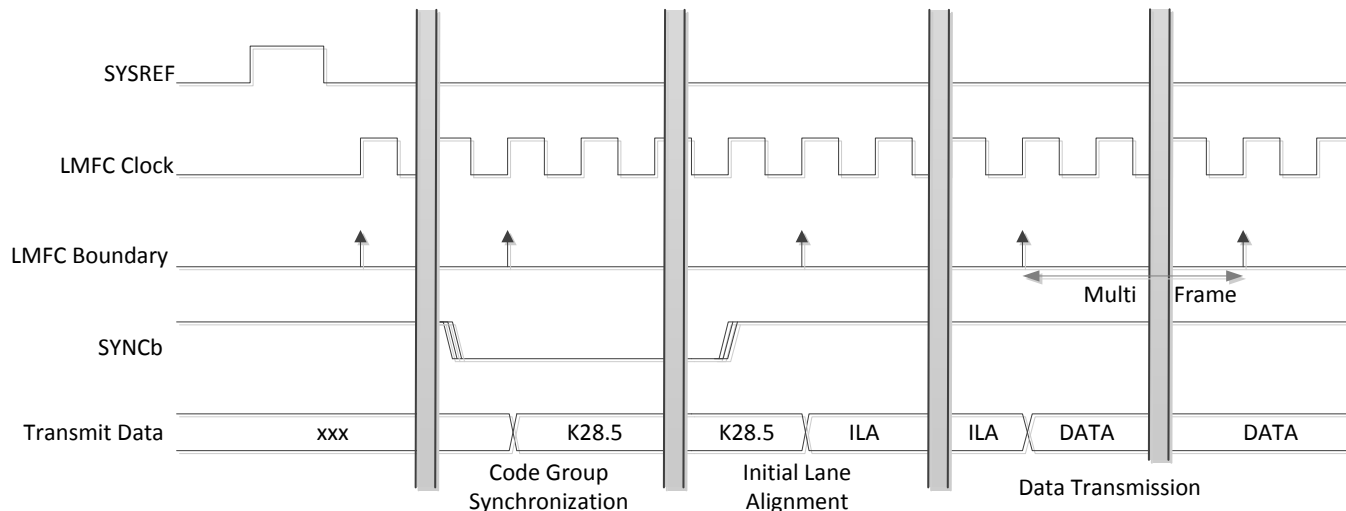 SYSREF
LMFC Clock
LMFC Boundary
Multi Frame
SYNCb
Transmit Data
xxx
K28.5
K28.5
ILA
ILA
DATA
DATA
Code Group
Synchronization
Initial Lane
Alignment
Data Transmission